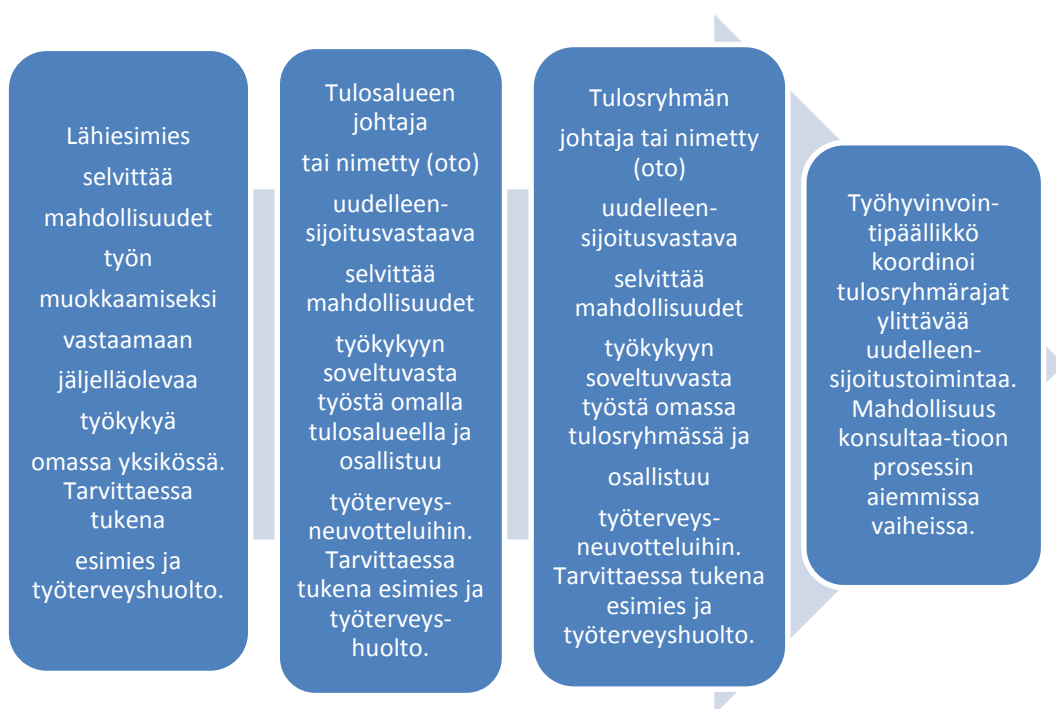 Lähiesimies
selvittää
mahdollisuudet
työn
muokkaamiseksi
vastaamaan
jäljelläolevaa
työkykyä
omassa yksikössä.
Tarvittaessa
tukena
esimies ja
työterveyshuolto.
Tulosalueen
johtaja
tai nimetty (oto)
uudelleen-
sijoitusvastaava
selvittää
mahdollisuudet
työkykyyn
soveltuvasta
työstä omalla
tulosalueella ja
osallistuu
työterveys-
neuvotteluihin.
Tarvittaessa
tukena esimies ja
työterveys-
huolto.
Tulosryhmän
johtaja tai nimetty
(oto)
uudelleen-
sijoitusvastava
selvittää
mahdollisuudet
työkykyyn
soveltuvvasta
työstä omassa
tulosryhmässä ja
osallistuu
työterveys-
neuvotteluihin.
Tarvittaessa tukena
esimies ja
työterveyshuolto.
Työhyvinvoin-
tipäällikkö
koordinoi
tulosryhmärajat
ylittävää
uudelleen-
sijoitustoimintaa.
Mahdollisuus
konsultaa-tioon
prosessin
aiemmissa
vaiheissa.